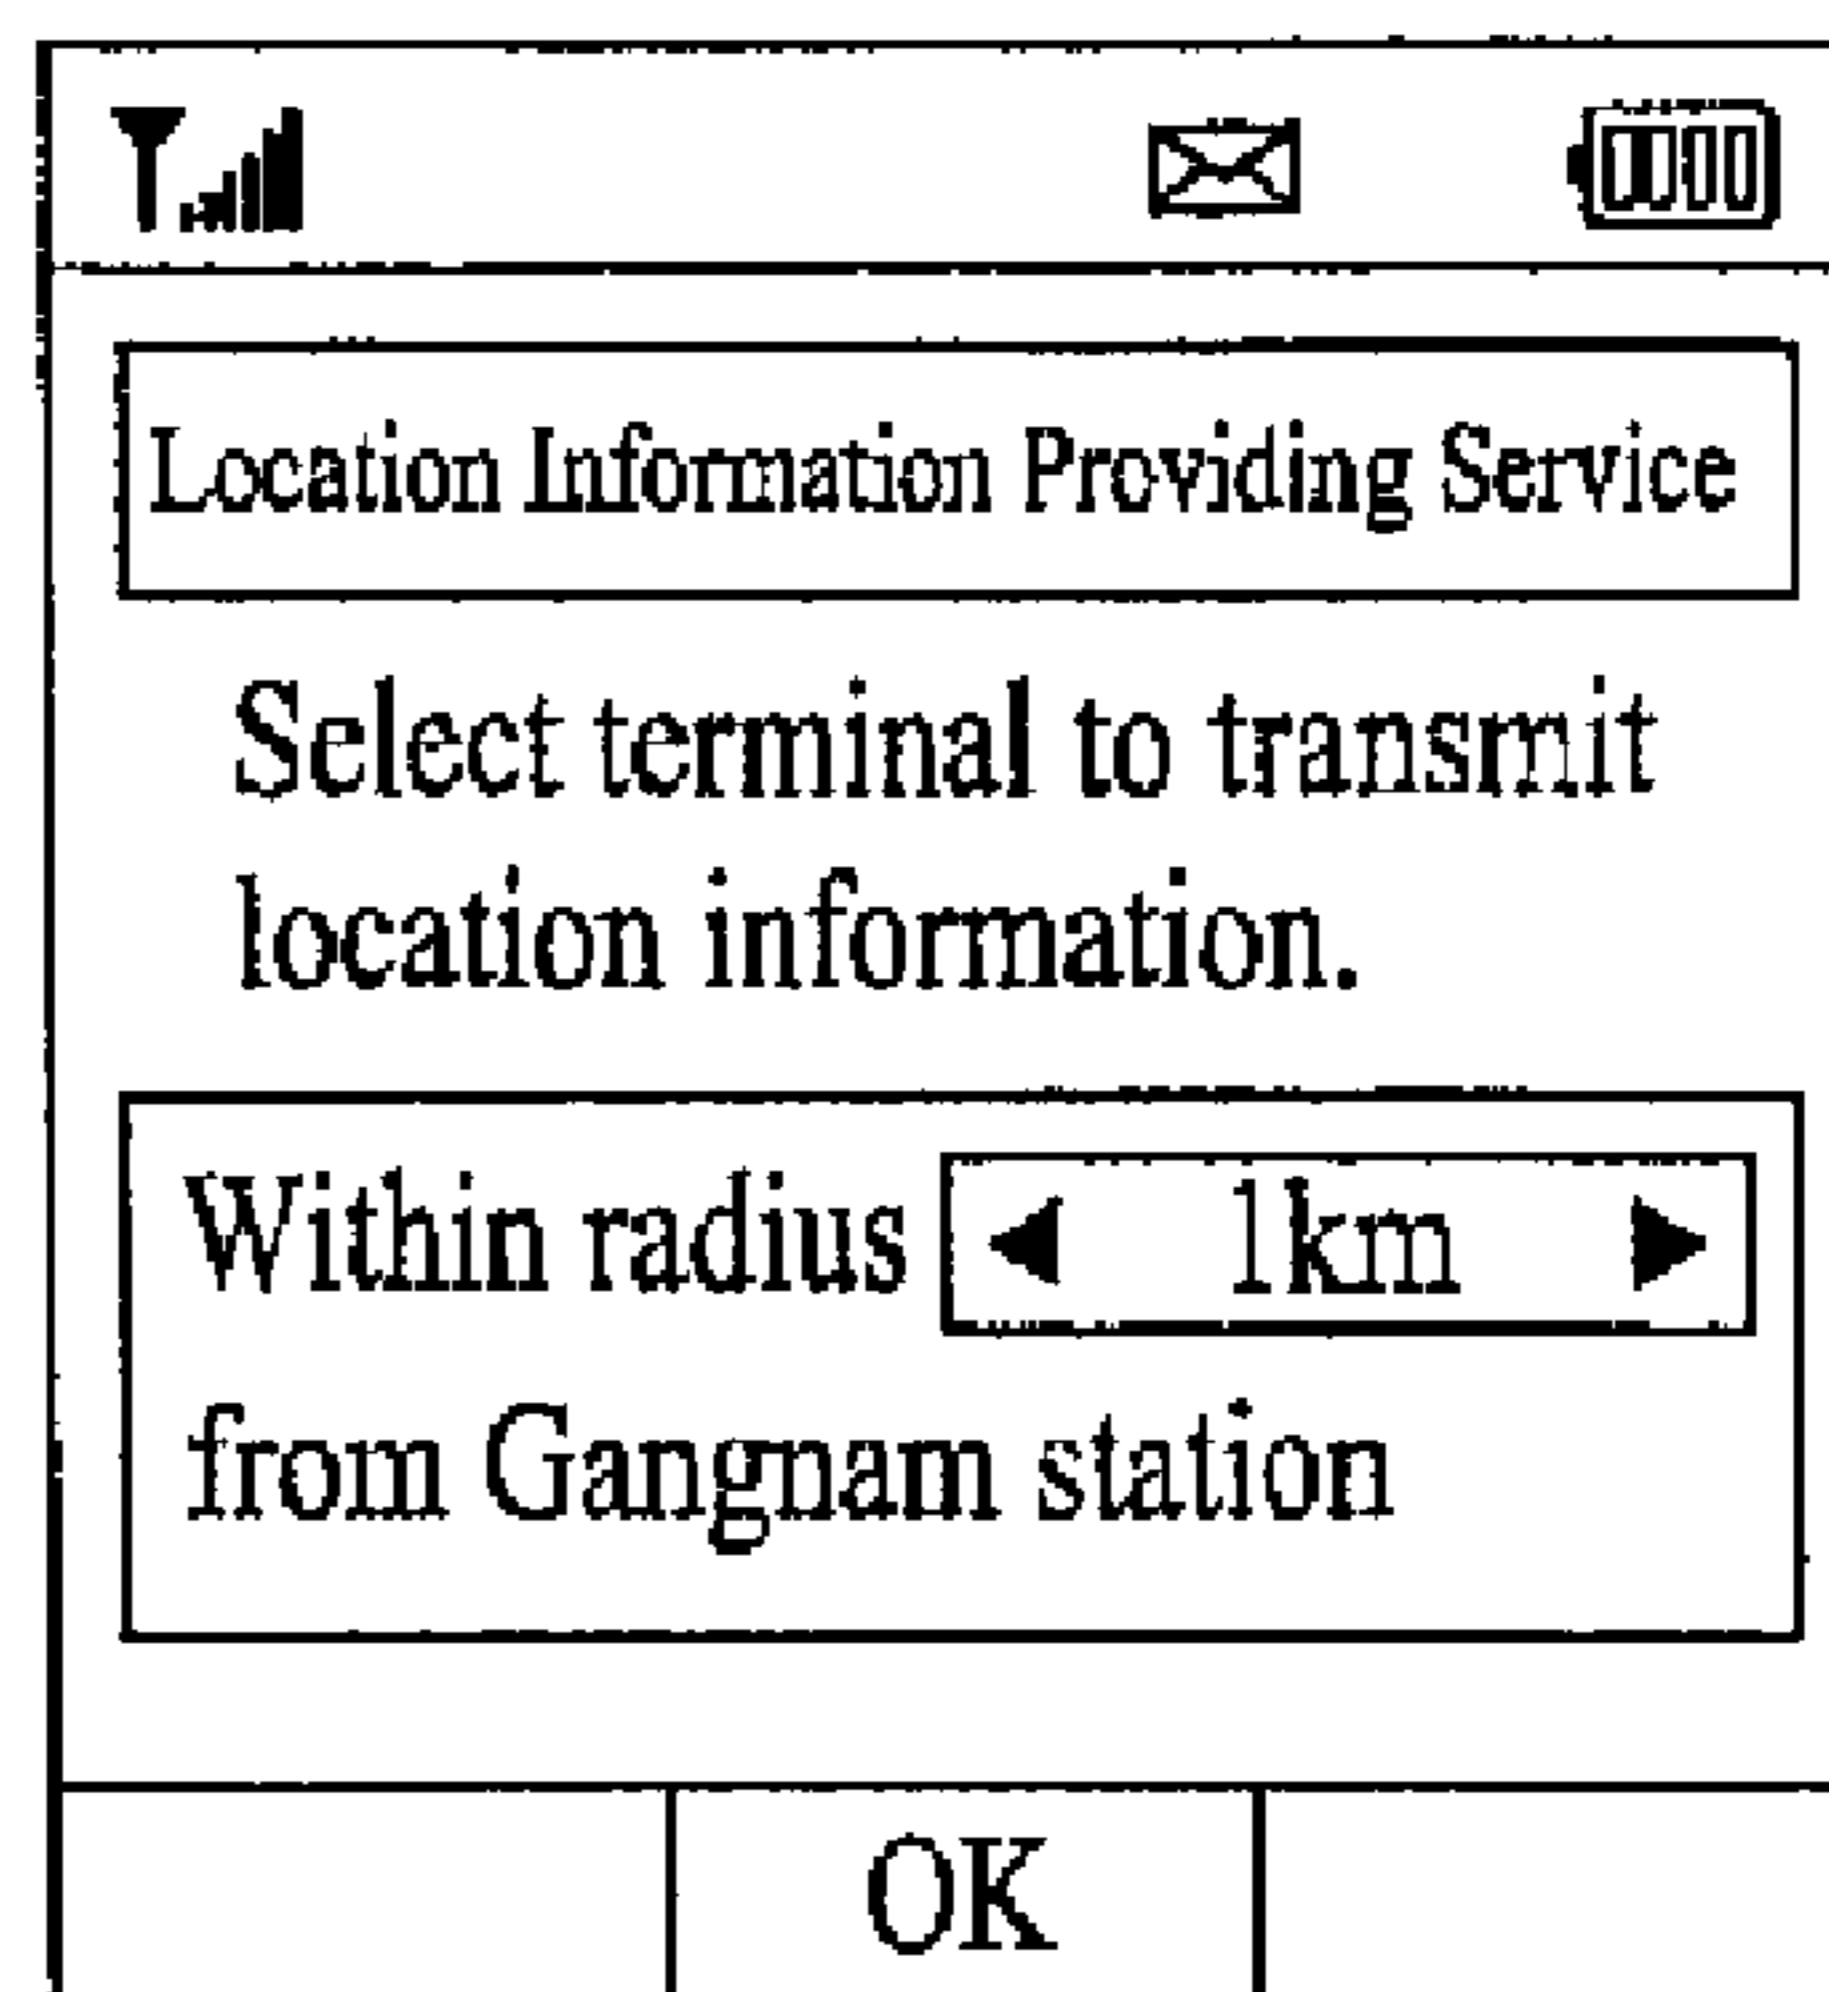 Location Information Providing Service
Select terminal to transmit
location information.
Within radius ◀ 1km ▶
from Gangnam station
OK